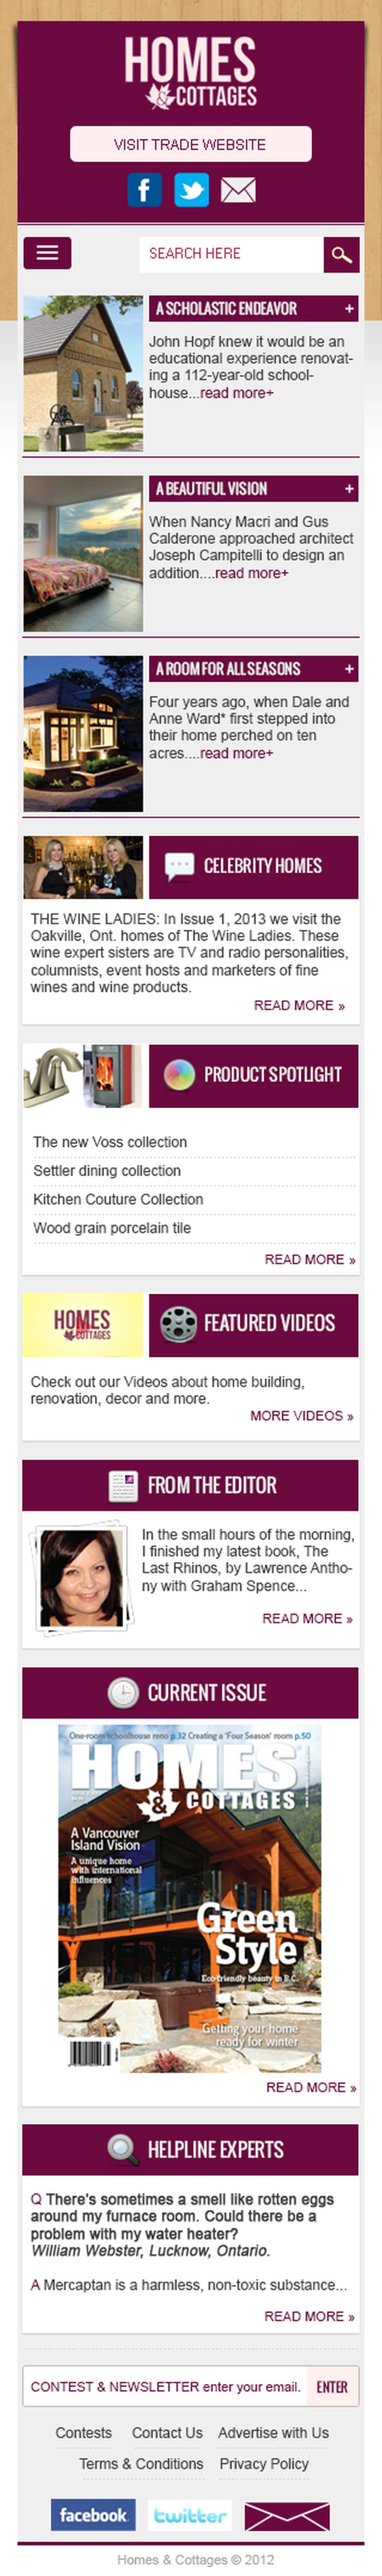 HOMES
& COTTAGES
VISIT TRADE WEBSITE
f
SEARCH HERE
A SCHOLASTIC ENDEAVOR +
John Hopf knew it would be an
educational experience renovat-
ing a 112-year-old school-
house...read more+
A BEAUTIFUL VISION +
When Nancy Macri and Gus
Calderone approached architect
Joseph Campitelli to design an
addition....read more+
A ROOM FOR ALL SEASONS +
Four years ago, when Dale and
Anne Ward* first stepped into
their home perched on ten
acres....read more+
CELEBRITY HOMES
THE WINE LADIES: In Issue 1, 2013 we visit the
Oakville, Ont. homes of The Wine Ladies. These
wine expert sisters are TV and radio personalities,
columnists, event hosts and marketers of fine
wines and wine products.
READ MORE »
PRODUCT SPOTLIGHT
The new Voss collection
Settler dining collection
Kitchen Couture Collection
Wood grain porcelain tile
READ MORE »
HOMES
& COTTAGES
FEATURED VIDEOS
Check out our Videos about home building,
renovation, decor and more.
MORE VIDEOS »
FROM THE EDITOR
In the small hours of the morning,
I finished my latest book, The
Last Rhinos, by Lawrence Antho-
ny with Graham Spence...
READ MORE »
CURRENT ISSUE
One-room schoolhouse reno p.32 Creating a 'Four Season' room p.50
HOMES
& COTTAGES
A Vancouver
Island Vision
A unique home
with international
influences
Green
Style
Eco-friendly beauty in B.C.
Getting your home
ready for winter
READ MORE »
HELPLINE EXPERTS
Q There's sometimes a smell like rotten eggs
around my furnace room. Could there be a
problem with my water heater?
William Webster, Lucknow, Ontario.
A Mercaptan is a harmless, non-toxic substance...
READ MORE »
CONTEST & NEWSLETTER enter your email. ENTER
Contests Contact Us Advertise with Us
Terms & Conditions Privacy Policy
facebook twitter
Homes & Cottages © 2012